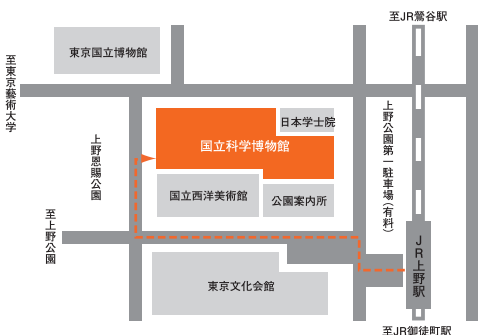 至JR鶯谷駅
東京国立博物館
至東京藝術大学
日本学士院
国立科学博物館
上野恩賜公園
上野公園第一駐車場(有料)
国立西洋美術館
公園案内所
至上野公園
JR上野駅
東京文化会館
至JR御徒町駅